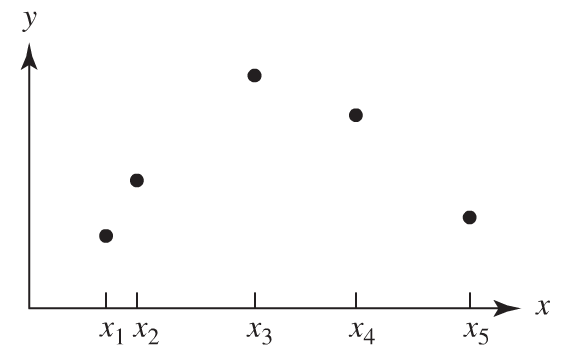 y
x
x₁ x₂ x₃ x₄ x₅